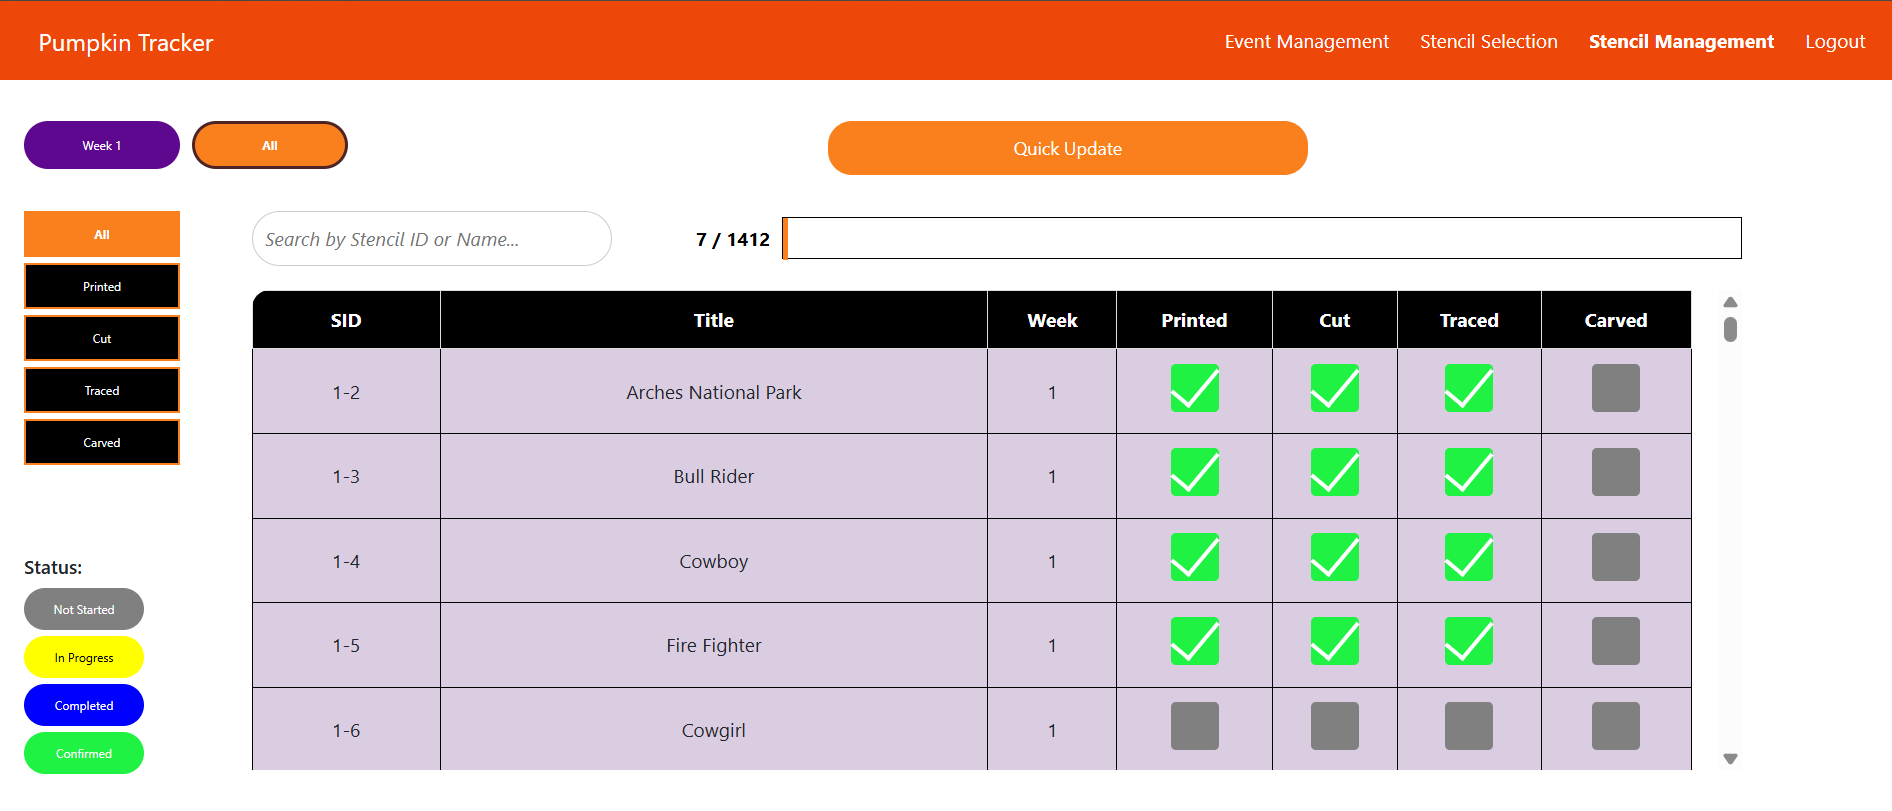 Pumpkin Tracker
Event Management Stencil Selection Stencil Management Logout
Week 1 All Quick Update
All
Printed
Cut
Traced
Carved
Search by Stencil ID or Name... 7 / 1412
SID Title Week Printed Cut Traced Carved
1-2 Arches National Park 1
1-3 Bull Rider 1
1-4 Cowboy 1
1-5 Fire Fighter 1
1-6 Cowgirl 1
Status:
Not Started
In Progress
Completed
Confirmed